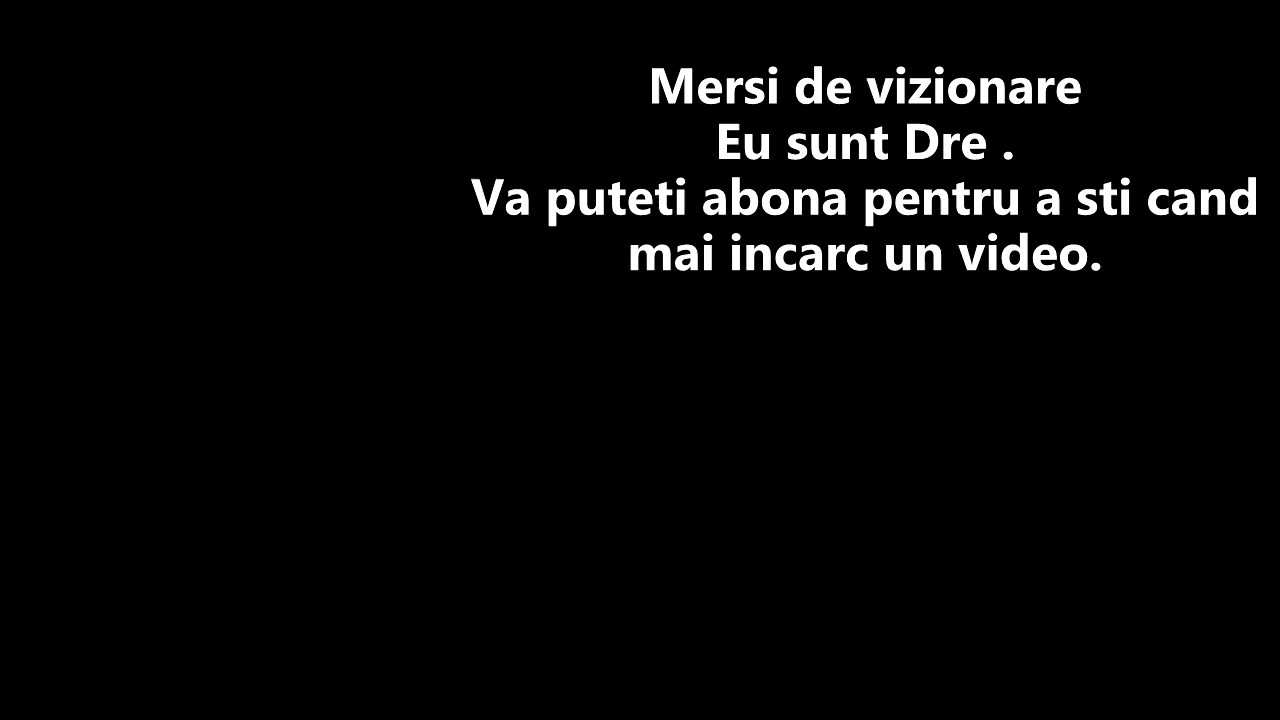 Mersi de vizionare
Eu sunt Dre .
Va puteti abona pentru a sti cand
mai incarc un video.